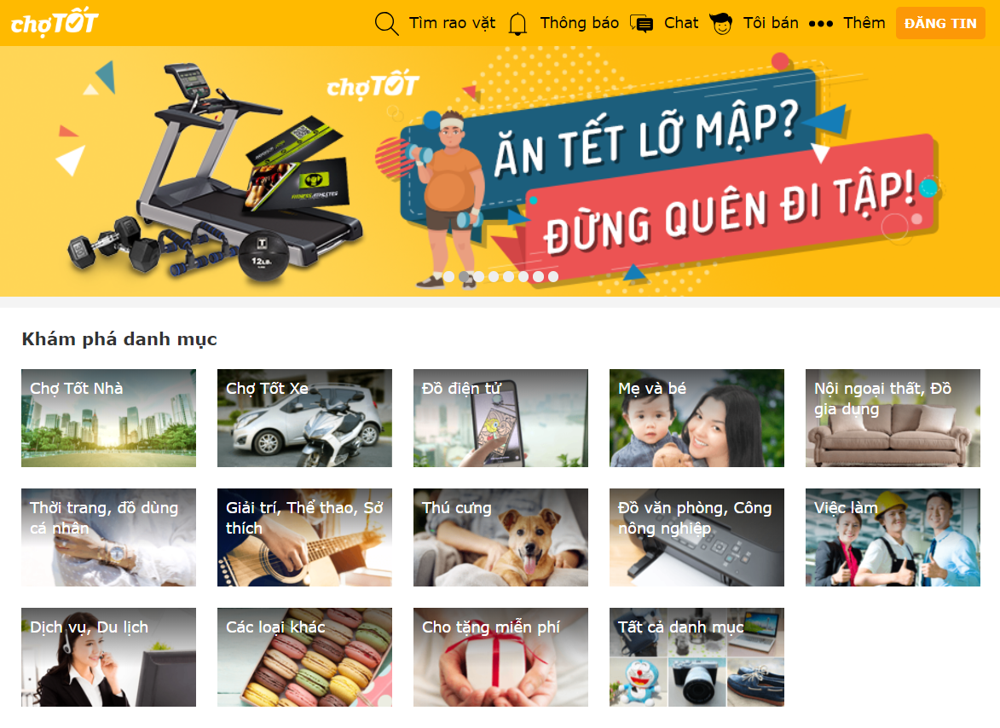 chợTỐT
Tìm rao vặt
Thông báo
Chat
Tôi bán
Thêm
ĐĂNG TIN
chợTỐT
ĂN TẾT LỠ MẬP?
ĐỪNG QUÊN ĐI TẬP!
FITNESS ATHLETES
12LB.
Khám phá danh mục
Chợ Tốt Nhà
Chợ Tốt Xe
Đồ điện tử
Mẹ và bé
Nội ngoại thất, Đồ
gia dụng
Thời trang, đồ dùng
cá nhân
Giải trí, Thể thao, Sở
thích
Thú cưng
Đồ văn phòng, Công
nông nghiệp
Việc làm
Dịch vụ, Du lịch
Các loại khác
Cho tặng miễn phí
Tất cả danh mục